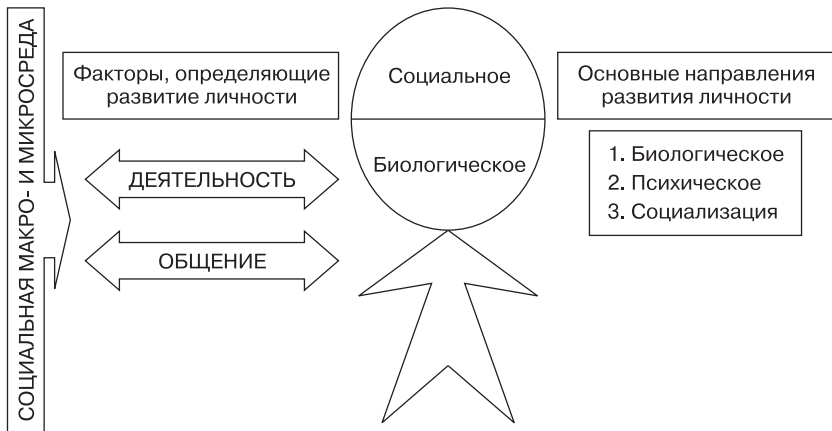 СОЦИАЛЬНАЯ МАКРО- И МИКРОСРЕДА
Факторы, определяющие
развитие личности
ДЕЯТЕЛЬНОСТЬ
ОБЩЕНИЕ
Социальное
Биологическое
Основные направления
развития личности
1. Биологическое
2. Психическое
3. Социализация